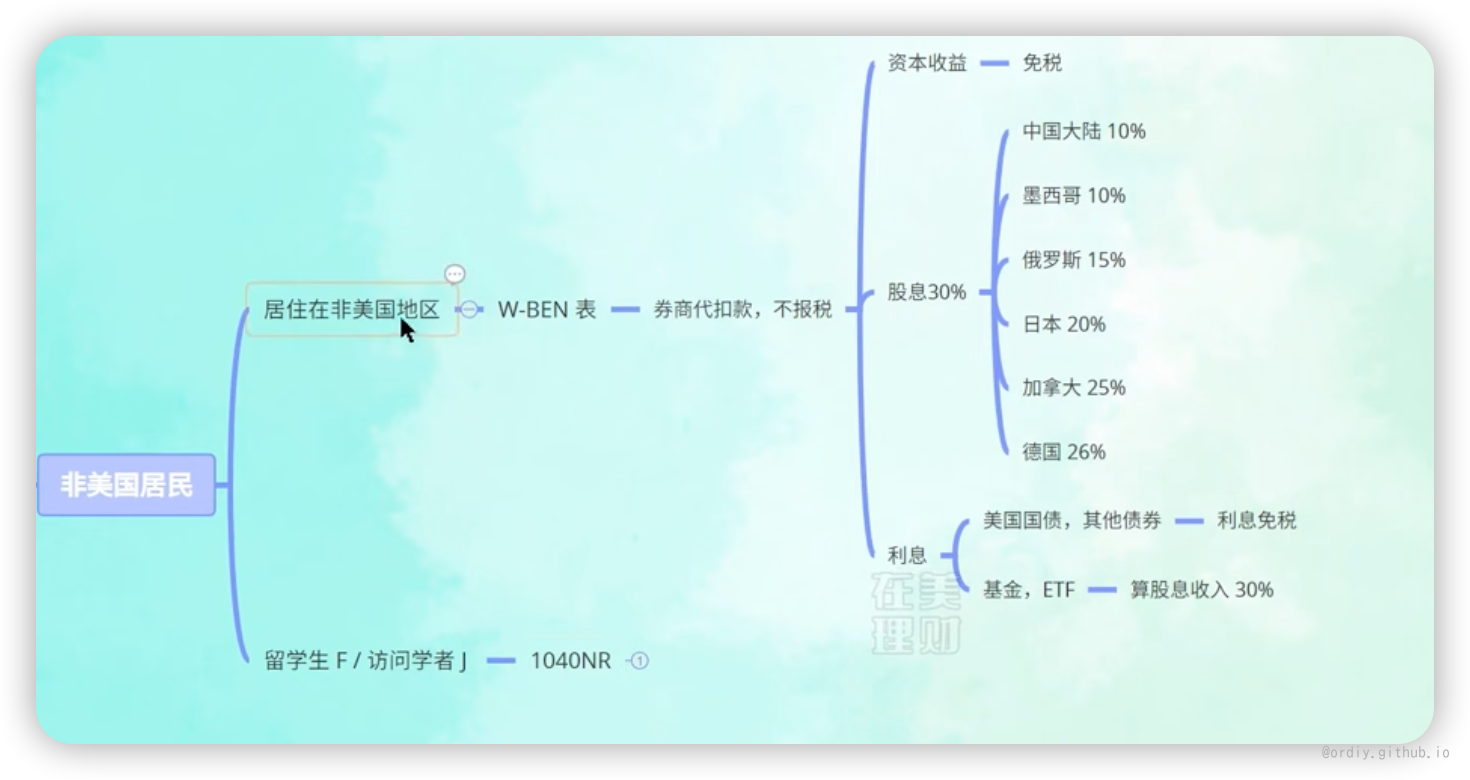 非美国居民
居住在非美国地区
W-BEN 表
券商代扣款，不报税
资本收益
免税
股息30%
中国大陆 10%
墨西哥 10%
俄罗斯 15%
日本 20%
加拿大 25%
德国 26%
利息
美国国债，其他债券
利息免税
基金，ETF
算股息收入 30%
留学生 F / 访问学者 J
1040NR
1
在美
理财
@ordiy.github.io